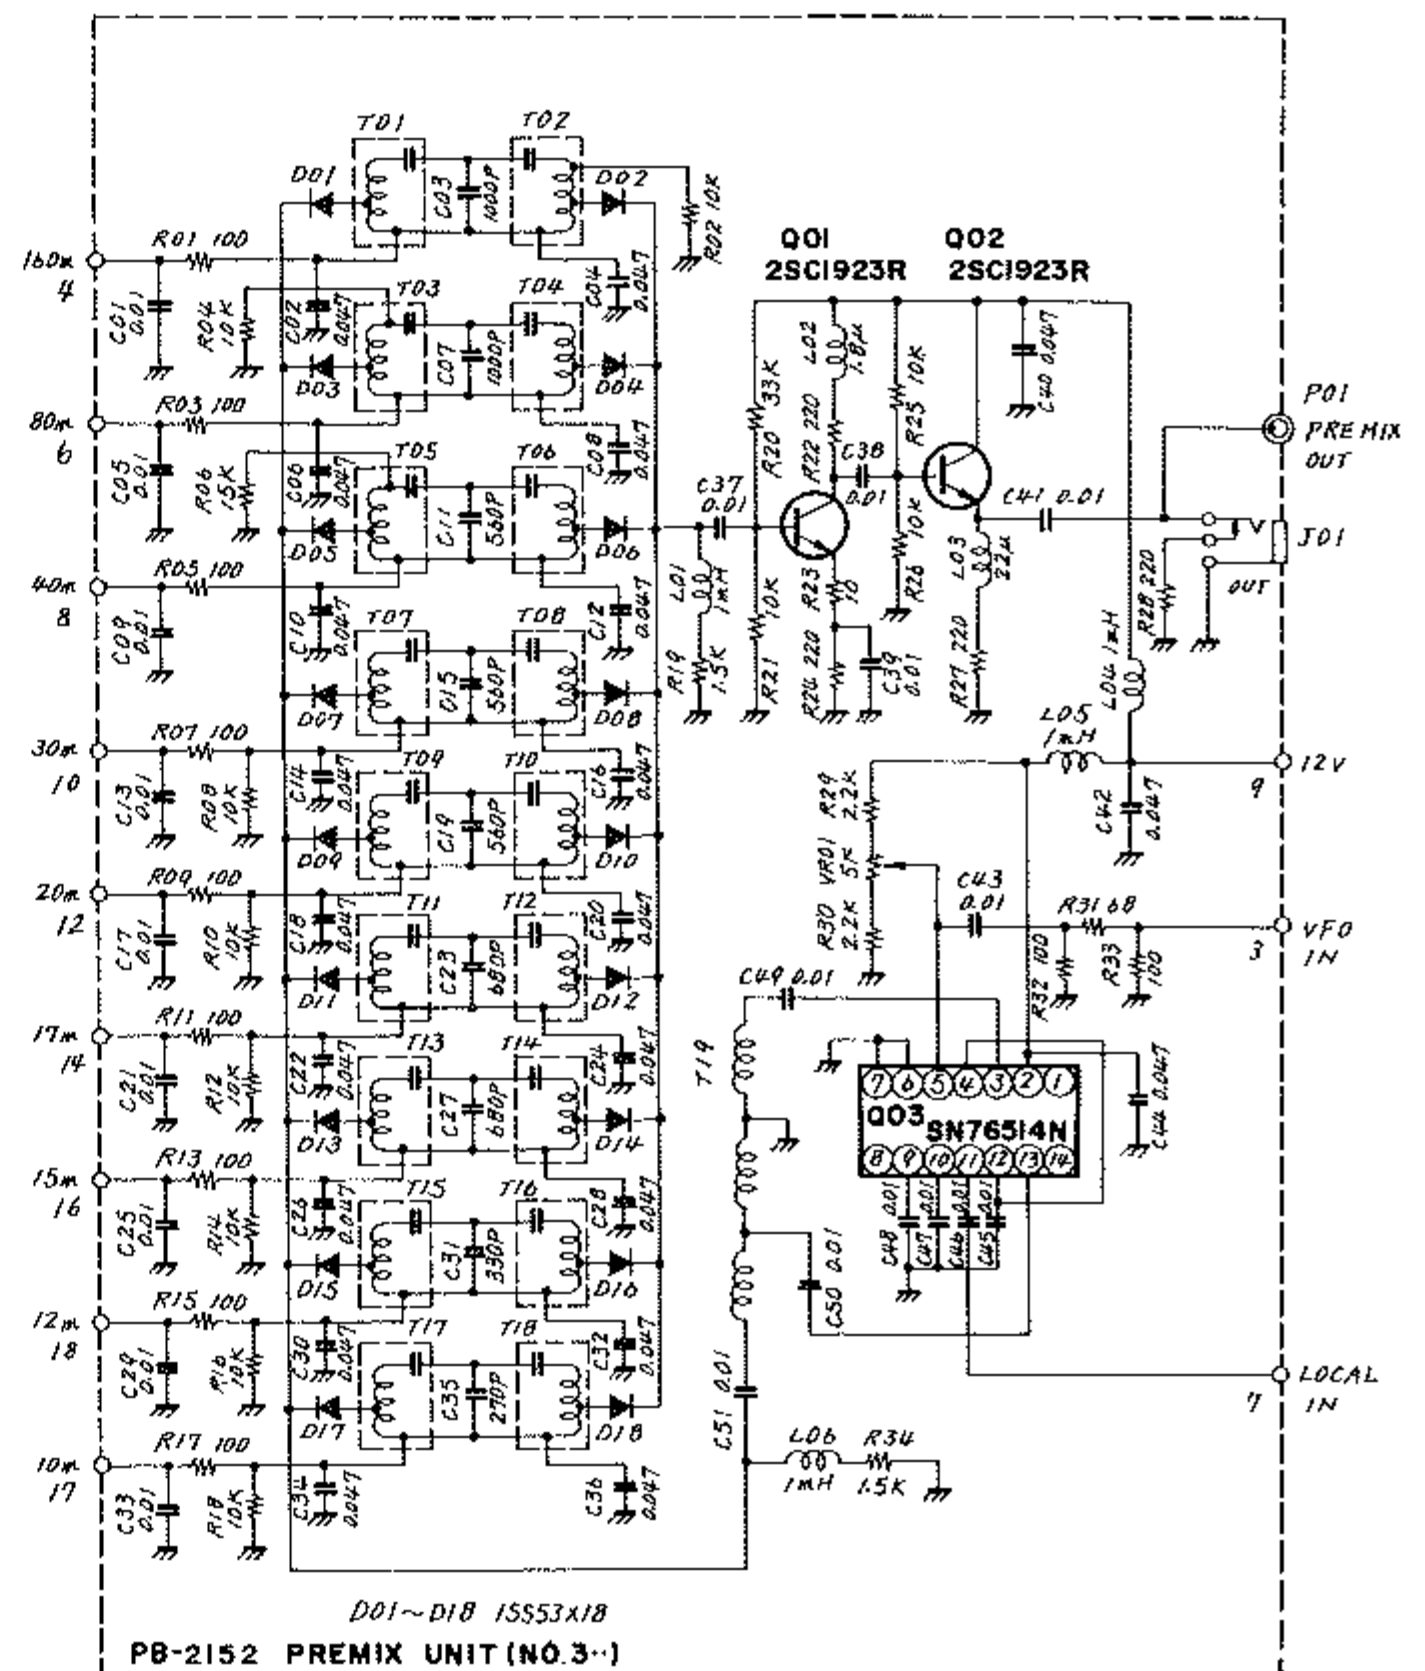 T01
T02
D01
C03
1000P
D02
R02 10K
160m
4
R01 100
C01
0.01
R04
10K
C02
0.047
C04
0.047
T03
T04
D03
C07
1000P
D04
80m
6
R03 100
C05
0.01
R06
15K
C06
0.047
C08
0.047
T05
T06
D05
C11
560P
D06
40m
8
R05 100
C09
0.01
C10
0.047
C12
0.047
T07
T08
D07
C15
560P
D08
30m
10
R07 100
C13
0.01
R08
10K
C14
0.047
C16
0.047
T09
T10
D09
C19
560P
D10
20m
12
R09 100
C17
0.01
R10
10K
C18
0.047
C20
0.047
T11
T12
D11
C23
680P
D12
17m
14
R11 100
C21
0.01
R12
10K
C22
0.047
C24
0.047
T13
T14
D13
C27
680P
D14
15m
16
R13 100
C25
0.01
R14
10K
C26
0.047
C28
0.047
T15
T16
D15
C31
330P
D16
12m
18
R15 100
C29
0.01
R16
10K
C30
0.047
C32
0.047
T17
T18
D17
C35
270P
D18
10m
17
R17 100
C33
0.01
R18
10K
C34
0.047
C36
0.047
Q01
2SC1923R
Q02
2SC1923R
L02
1.8μ
R20 33K
R22 220
R25 10K
C40 0.047
C37
0.01
C38
0.01
C41 0.01
P01
PREMIX
OUT
J01
OUT
R28 220
L01
1mH
R19
1.5K
R21
10K
R23
10
R24 220
C39
0.01
R26
10K
L03
22μ
R27 220
L04 1mH
L05
1mH
12V
9
C42
0.047
R29
2.2K
VR01
5K
R30
2.2K
C43
0.01
R31 68
R32 100
R33
100
VFO
IN
3
C49 0.01
T19
7 6 5 4 3 2 1
Q03
SN76514N
8 9 10 11 12 13 14
C44 0.047
C48 0.01
C47 0.01
C46 0.01
C45 0.01
C50 0.01
C51 0.01
LOCAL
IN
7
L06
1mH
R34
1.5K
D01~D18 1SS53X18
PB-2152 PREMIX UNIT (NO.3··)